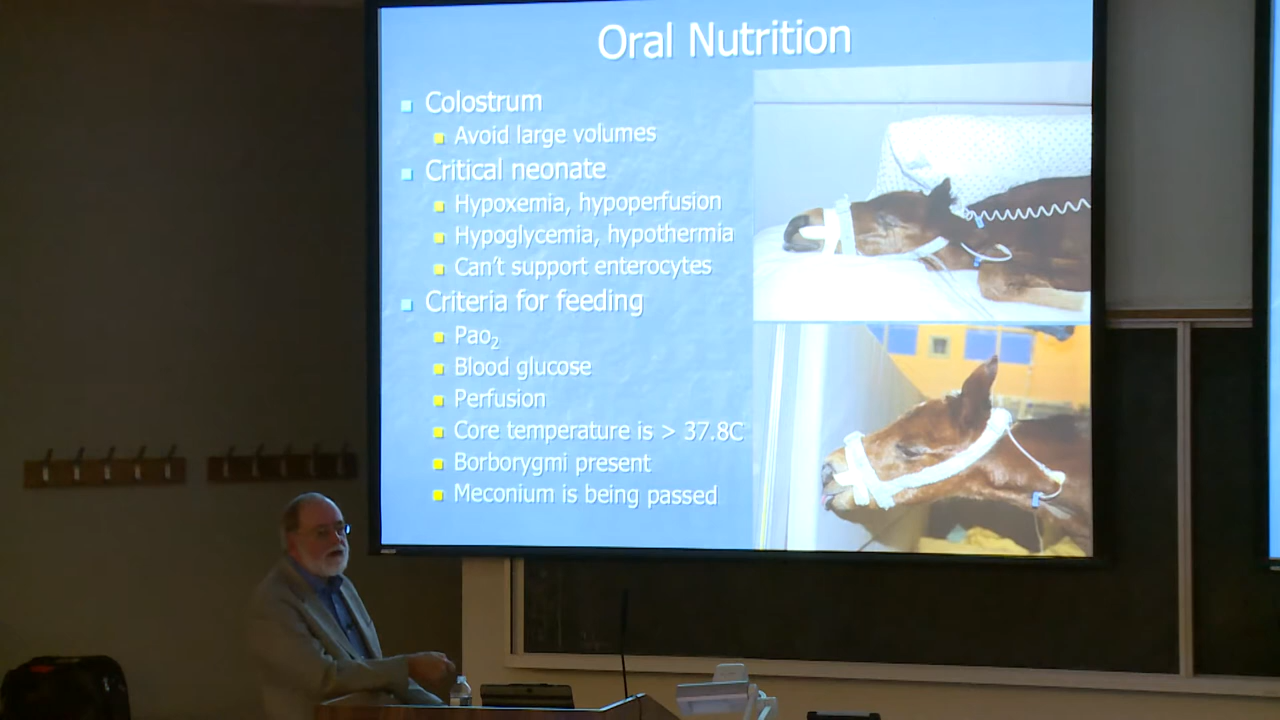 Oral Nutrition
Colostrum
Avoid large volumes
Critical neonate
Hypoxemia, hypoperfusion
Hypoglycemia, hypothermia
Can't support enterocytes
Criteria for feeding
Pao2
Blood glucose
Perfusion
Core temperature is > 37.8C
Borborygmi present
Meconium is being passed